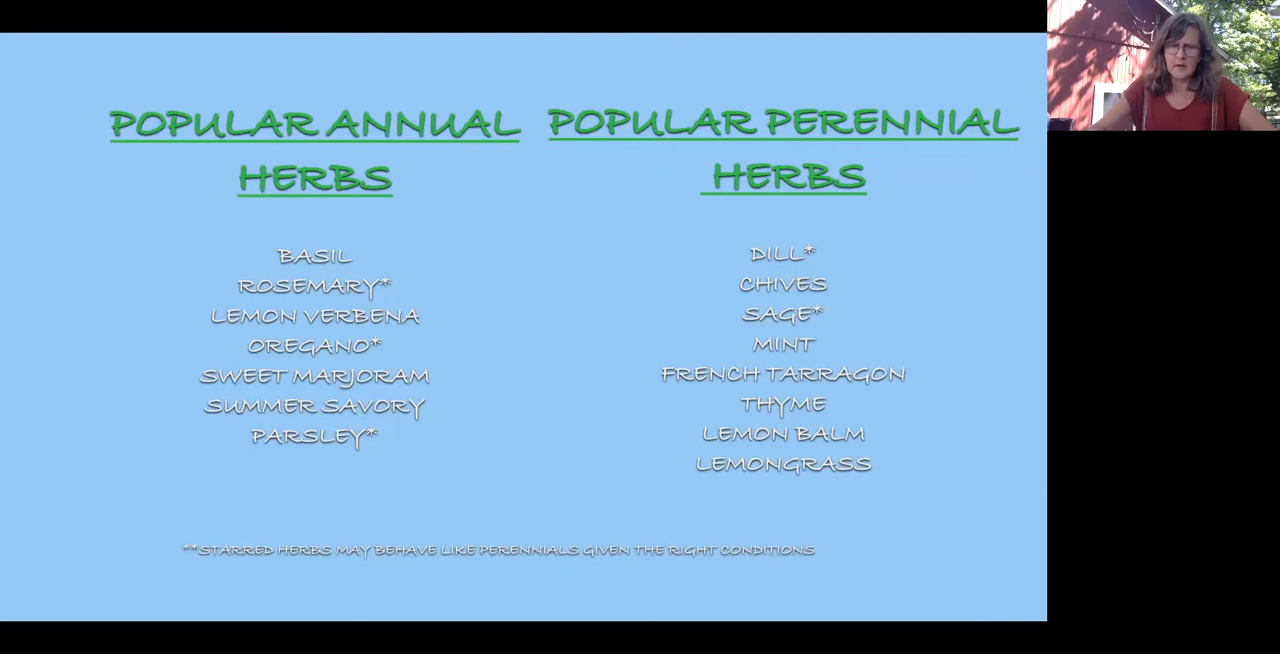 POPULAR ANNUAL
HERBS
BASIL
ROSEMARY*
LEMON VERBENA
OREGANO*
SWEET MARJORAM
SUMMER SAVORY
PARSLEY*
POPULAR PERENNIAL
HERBS
DILL*
CHIVES
SAGE*
MINT
FRENCH TARRAGON
THYME
LEMON BALM
LEMONGRASS
**STARRED HERBS MAY BEHAVE LIKE PERENNIALS GIVEN THE RIGHT CONDITIONS